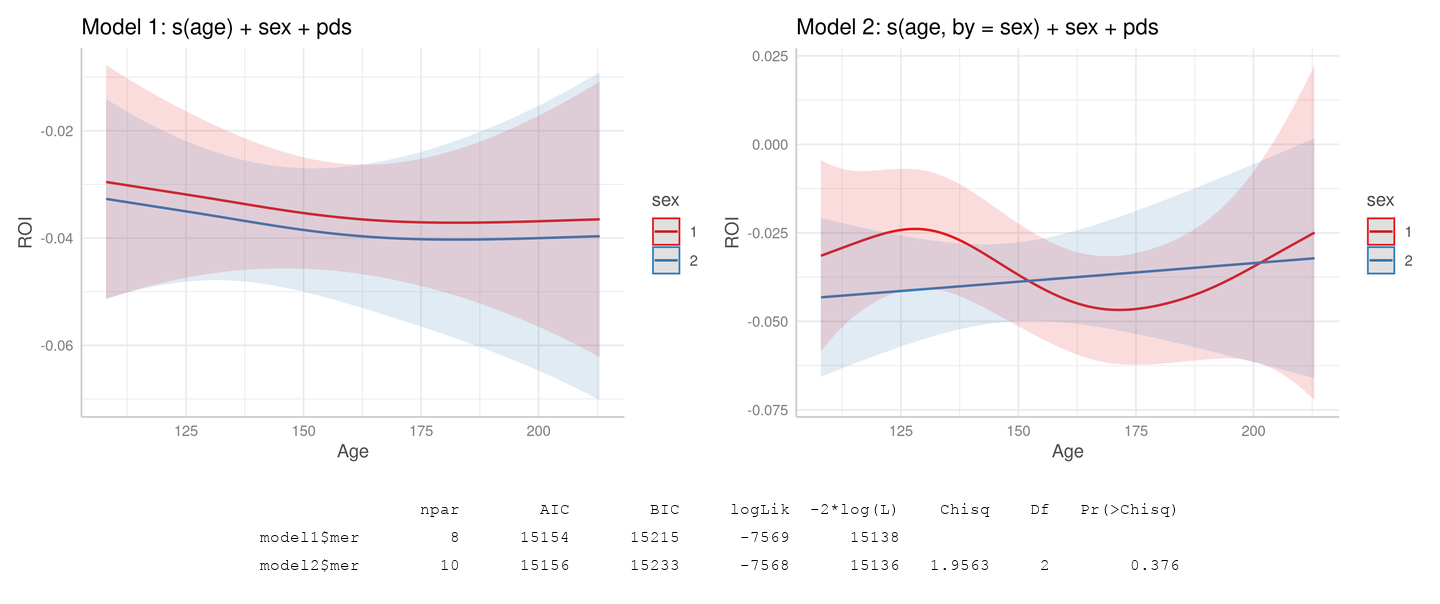 Model 1: s(age) + sex + pds
-0.02
-0.04
-0.06
ROI
125 150 175 200
Age
sex
1
2
Model 2: s(age, by = sex) + sex + pds
0.025
0.000
-0.025
-0.050
-0.075
ROI
125 150 175 200
Age
sex
1
2
npar AIC BIC logLik -2*log(L) Chisq Df Pr(>Chisq)
model1$mer 8 15154 15215 -7569 15138
model2$mer 10 15156 15233 -7568 15136 1.9563 2 0.376